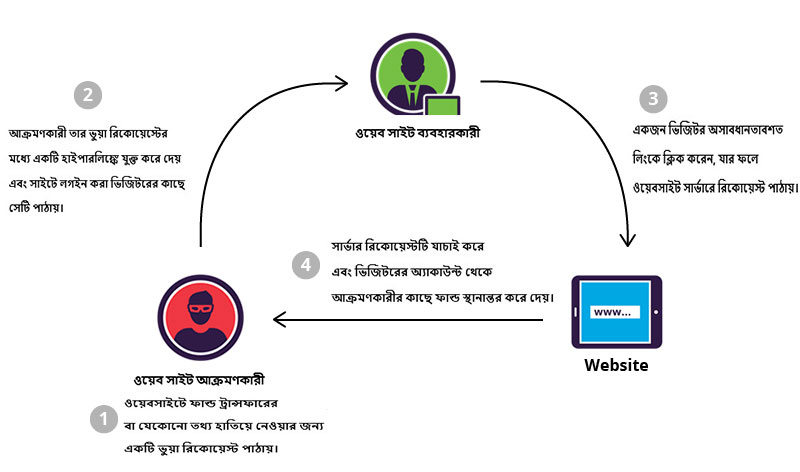 ওয়েব সাইট ব্যবহারকারী
2
আক্রমণকারী তার ভুয়া রিকোয়েস্টের
মধ্যে একটি হাইপারলিঙ্কে যুক্ত করে দেয়
এবং সাইটে লগইন করা ভিজিটরের কাছে
সেটি পাঠায়।
3
একজন ভিজিটর অসাবধানতাবশত
লিংকে ক্লিক করেন, যার ফলে
ওয়েবসাইট সার্ভারে রিকোয়েস্ট পাঠায়।
4
সার্ভার রিকোয়েস্টটি যাচাই করে
এবং ভিজিটরের অ্যাকাউন্ট থেকে
আক্রমণকারীর কাছে ফান্ড স্থানান্তর করে দেয়।
www...
Website
ওয়েব সাইট আক্রমণকারী
1
ওয়েবসাইটে ফান্ড ট্রান্সফারের
বা যেকোনো তথ্য হাতিয়ে নেওয়ার জন্য
একটি ভুয়া রিকোয়েস্ট পাঠায়।